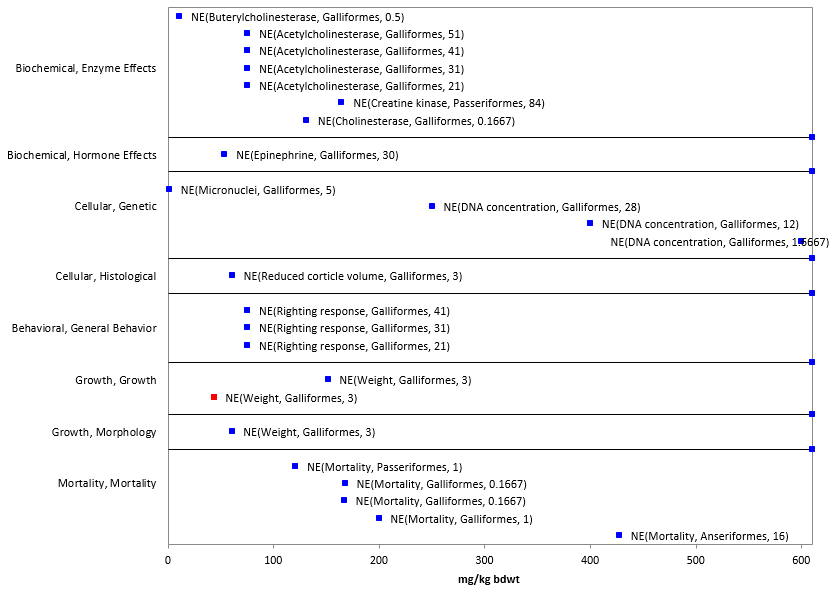 NE(Buterylcholinesterase, Galliformes, 0.5)
NE(Acetylcholinesterase, Galliformes, 51)
NE(Acetylcholinesterase, Galliformes, 41)
Biochemical, Enzyme Effects
NE(Acetylcholinesterase, Galliformes, 31)
NE(Acetylcholinesterase, Galliformes, 21)
NE(Creatine kinase, Passeriformes, 84)
NE(Cholinesterase, Galliformes, 0.1667)
Biochemical, Hormone Effects
NE(Epinephrine, Galliformes, 30)
NE(Micronuclei, Galliformes, 5)
Cellular, Genetic
NE(DNA concentration, Galliformes, 28)
NE(DNA concentration, Galliformes, 12)
NE(DNA concentration, Galliformes, 1.6667)
Cellular, Histological
NE(Reduced corticle volume, Galliformes, 3)
NE(Righting response, Galliformes, 41)
Behavioral, General Behavior
NE(Righting response, Galliformes, 31)
NE(Righting response, Galliformes, 21)
Growth, Growth
NE(Weight, Galliformes, 3)
NE(Weight, Galliformes, 3)
Growth, Morphology
NE(Weight, Galliformes, 3)
NE(Mortality, Passeriformes, 1)
Mortality, Mortality
NE(Mortality, Galliformes, 0.1667)
NE(Mortality, Galliformes, 0.1667)
NE(Mortality, Galliformes, 1)
NE(Mortality, Anseriformes, 16)
0 100 200 300 400 500 600
mg/kg bdwt